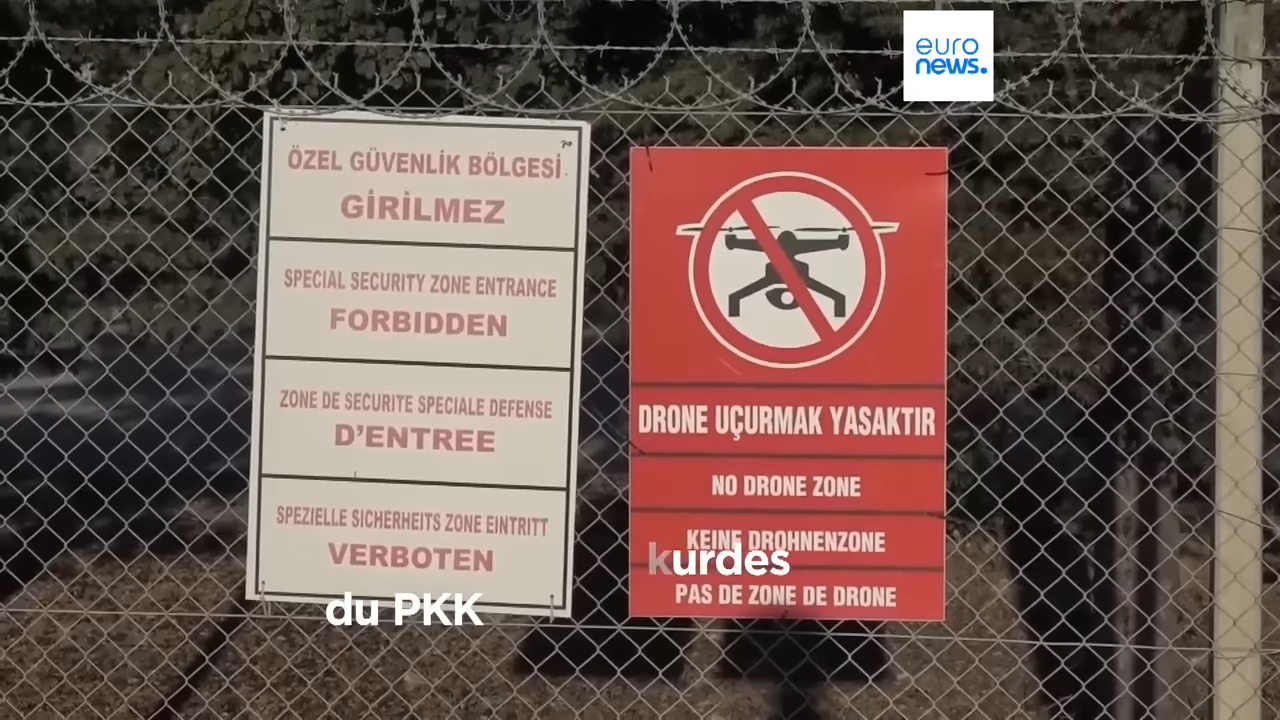 euro
news.
ÖZEL GÜVENLİK BÖLGESİ
GİRİLMEZ
SPECIAL SECURITY ZONE ENTRANCE
FORBIDDEN
ZONE DE SECURITE SPECIALE DEFENSE
D'ENTREE
SPEZIELLE SICHERHEITS ZONE EINTRITT
VERBOTEN
DRONE UÇURMAK YASAKTIR
NO DRONE ZONE
KEINE DROHNENZONE
PAS DE ZONE DE DRONE
kurdes
du PKK